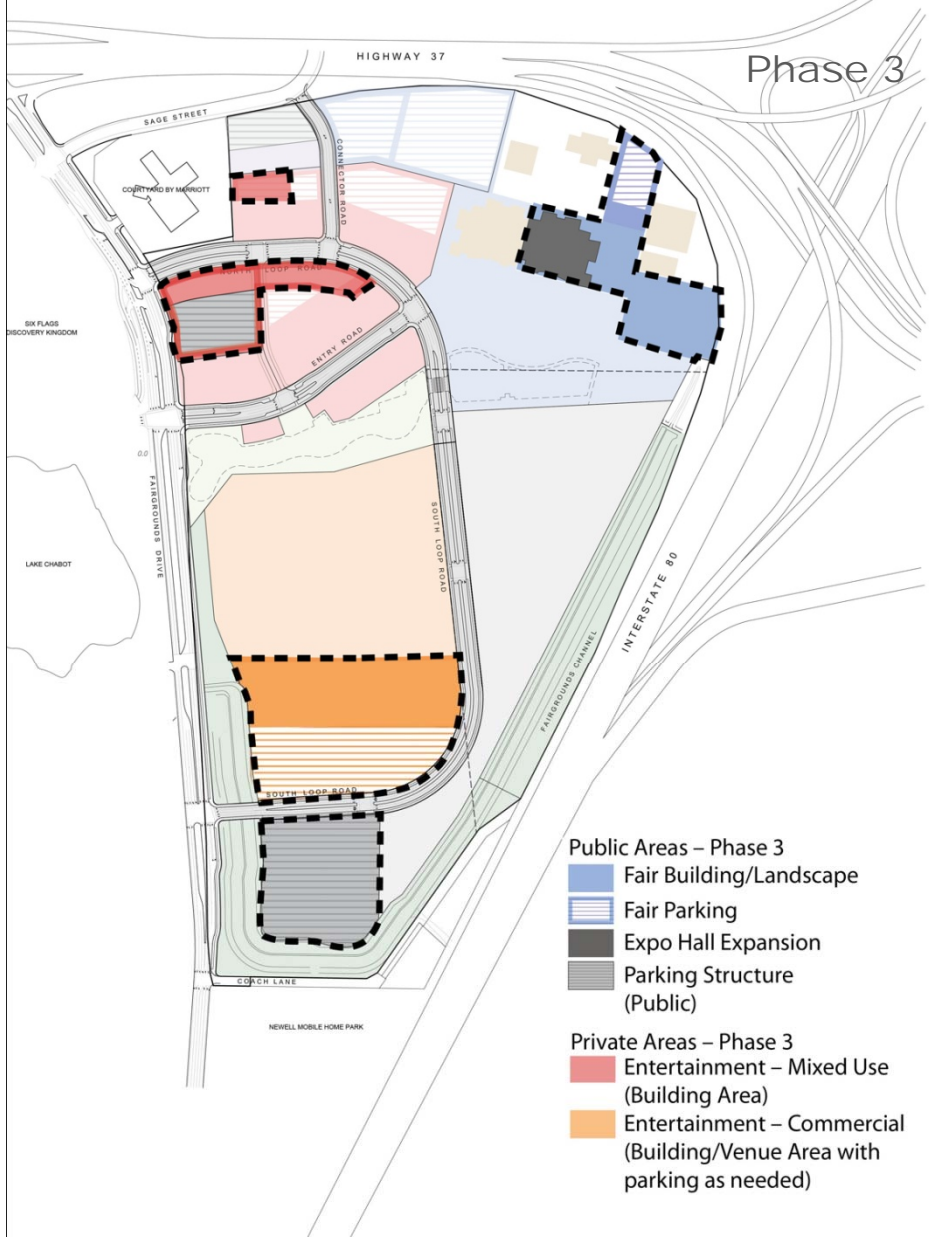 HIGHWAY 37
Phase 3
SAGE STREET
CONNECTOR ROAD
COURTYARD BY MARRIOTT
NORTH LOOP ROAD
SIX FLAGS
DISCOVERY KINGDOM
ENTRY ROAD
FAIRGROUNDS DRIVE
SOUTH LOOP ROAD
LAKE CHABOT
INTERSTATE 80
FAIRGROUNDS CHANNEL
SOUTH LOOP ROAD
COACH LANE
NEWELL MOBILE HOME PARK
Public Areas – Phase 3
Fair Building/Landscape
Fair Parking
Expo Hall Expansion
Parking Structure
(Public)
Private Areas – Phase 3
Entertainment – Mixed Use
(Building Area)
Entertainment – Commercial
(Building/Venue Area with
parking as needed)